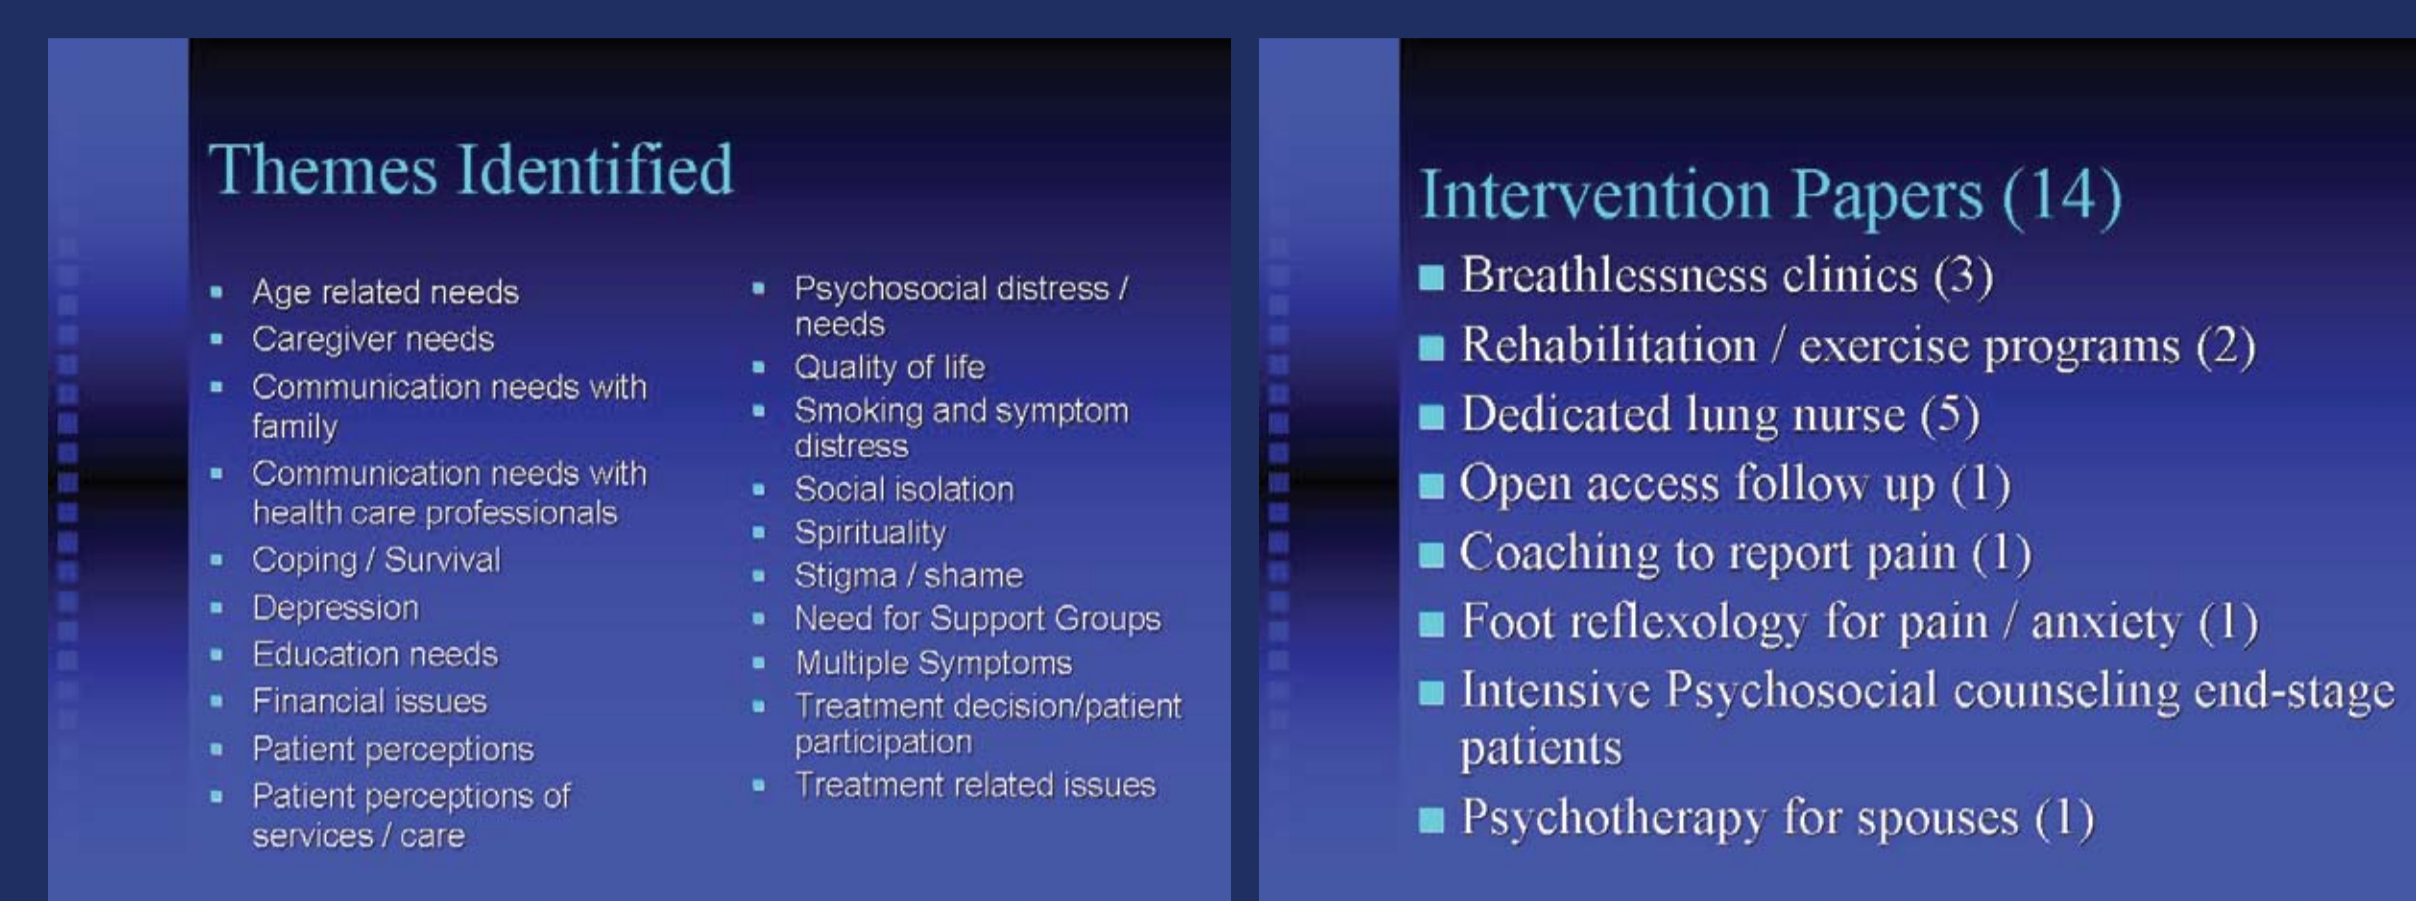 Themes Identified
Age related needs
Caregiver needs
Communication needs with
family
Communication needs with
health care professionals
Coping / Survival
Depression
Education needs
Financial issues
Patient perceptions
Patient perceptions of
services / care
Psychosocial distress /
needs
Quality of life
Smoking and symptom
distress
Social isolation
Spirituality
Stigma / shame
Need for Support Groups
Multiple Symptoms
Treatment decision/patient
participation
Treatment related issues
Intervention Papers (14)
Breathlessness clinics (3)
Rehabilitation / exercise programs (2)
Dedicated lung nurse (5)
Open access follow up (1)
Coaching to report pain (1)
Foot reflexology for pain / anxiety (1)
Intensive Psychosocial counseling end-stage
patients
Psychotherapy for spouses (1)